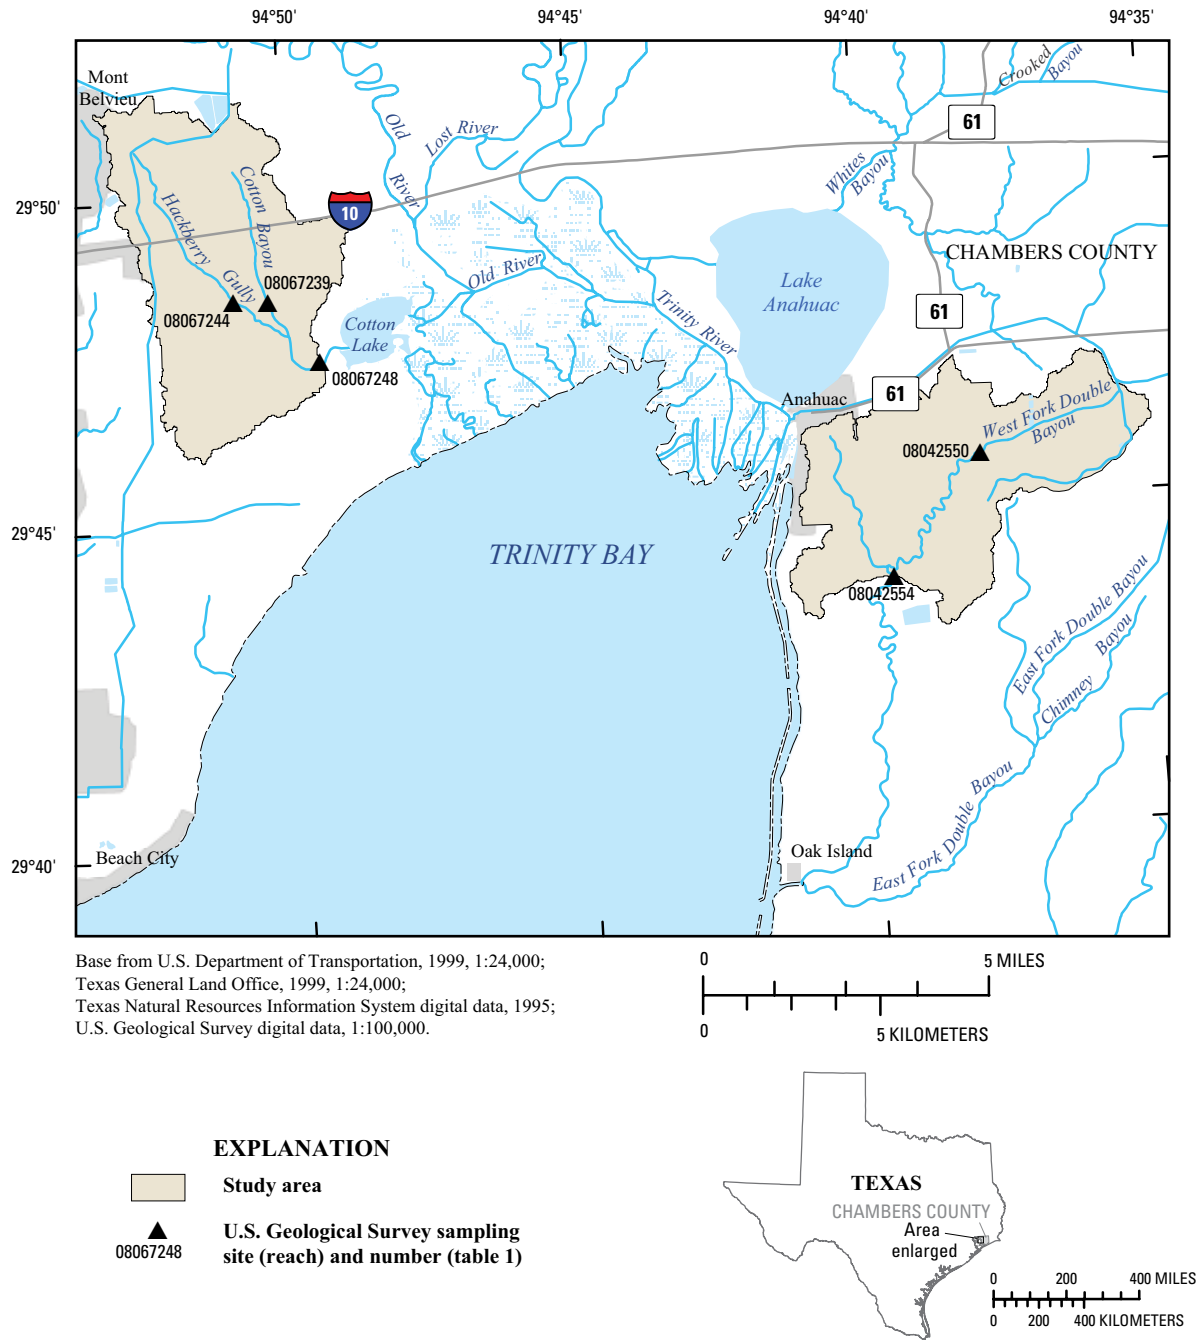 94°50'
94°45'
94°40'
94°35'
Mont
Belvieu
Old
River
Lost River
Crooked
Bayou
61
Whites
Bayou
29°50'
10
Hackberry
Gully
Cotton
Bayou
CHAMBERS COUNTY
Old River
Lake
Anahuac
08067239
08067244
Trinity River
61
Cotton
Lake
08067248
Anahuac
61
West Fork Double
Bayou
08042550
29°45'
TRINITY BAY
08042554
East Fork Double Bayou
Chimney
Bayou
East Fork Double Bayou
29°40'
Beach City
Oak Island
Base from U.S. Department of Transportation, 1999, 1:24,000;
Texas General Land Office, 1999, 1:24,000;
Texas Natural Resources Information System digital data, 1995;
U.S. Geological Survey digital data, 1:100,000.
0
5 MILES
0
5 KILOMETERS
EXPLANATION
Study area
08067248
U.S. Geological Survey sampling
site (reach) and number (table 1)
TEXAS
CHAMBERS COUNTY
Area
enlarged
0 200 400 MILES
0 200 400 KILOMETERS